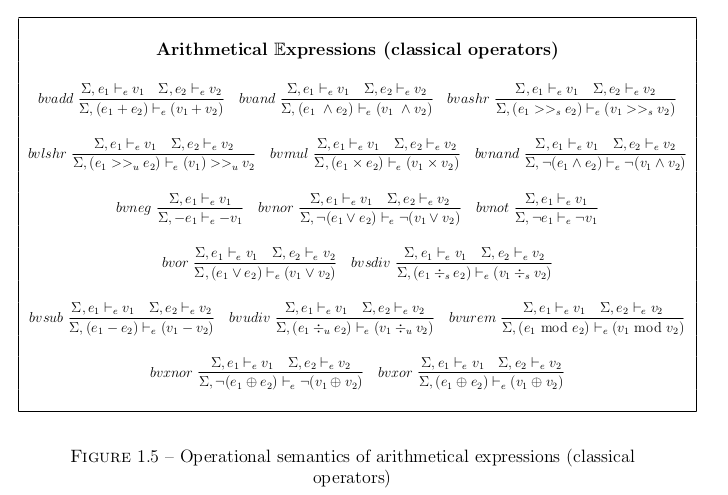 Arithmetical 𝔼xpressions (classical operators)
bvadd Σ, e₁ ⊢ₑ v₁ Σ, e₂ ⊢ₑ v₂ / Σ, (e₁ + e₂) ⊢ₑ (v₁ + v₂) bvand Σ, e₁ ⊢ₑ v₁ Σ, e₂ ⊢ₑ v₂ / Σ, (e₁ ∧ e₂) ⊢ₑ (v₁ ∧ v₂) bvashr Σ, e₁ ⊢ₑ v₁ Σ, e₂ ⊢ₑ v₂ / Σ, (e₁ >>ₛ e₂) ⊢ₑ (v₁ >>ₛ v₂)
bvlshr Σ, e₁ ⊢ₑ v₁ Σ, e₂ ⊢ₑ v₂ / Σ, (e₁ >>ᵤ e₂) ⊢ₑ (v₁) >>ᵤ v₂ bvmul Σ, e₁ ⊢ₑ v₁ Σ, e₂ ⊢ₑ v₂ / Σ, (e₁ × e₂) ⊢ₑ (v₁ × v₂) bvnand Σ, e₁ ⊢ₑ v₁ Σ, e₂ ⊢ₑ v₂ / Σ, ¬(e₁ ∧ e₂) ⊢ₑ ¬(v₁ ∧ v₂)
bvneg Σ, e₁ ⊢ₑ v₁ / Σ, −e₁ ⊢ₑ −v₁ bvnor Σ, e₁ ⊢ₑ v₁ Σ, e₂ ⊢ₑ v₂ / Σ, ¬(e₁ ∨ e₂) ⊢ₑ ¬(v₁ ∨ v₂) bvnot Σ, e₁ ⊢ₑ v₁ / Σ, ¬e₁ ⊢ₑ ¬v₁
bvor Σ, e₁ ⊢ₑ v₁ Σ, e₂ ⊢ₑ v₂ / Σ, (e₁ ∨ e₂) ⊢ₑ (v₁ ∨ v₂) bvsdiv Σ, e₁ ⊢ₑ v₁ Σ, e₂ ⊢ₑ v₂ / Σ, (e₁ ÷ₛ e₂) ⊢ₑ (v₁ ÷ₛ v₂)
bvsub Σ, e₁ ⊢ₑ v₁ Σ, e₂ ⊢ₑ v₂ / Σ, (e₁ − e₂) ⊢ₑ (v₁ − v₂) bvudiv Σ, e₁ ⊢ₑ v₁ Σ, e₂ ⊢ₑ v₂ / Σ, (e₁ ÷ᵤ e₂) ⊢ₑ (v₁ ÷ᵤ v₂) bvurem Σ, e₁ ⊢ₑ v₁ Σ, e₂ ⊢ₑ v₂ / Σ, (e₁ mod e₂) ⊢ₑ (v₁ mod v₂)
bvxnor Σ, e₁ ⊢ₑ v₁ Σ, e₂ ⊢ₑ v₂ / Σ, ¬(e₁ ⊕ e₂) ⊢ₑ ¬(v₁ ⊕ v₂) bvxor Σ, e₁ ⊢ₑ v₁ Σ, e₂ ⊢ₑ v₂ / Σ, (e₁ ⊕ e₂) ⊢ₑ (v₁ ⊕ v₂)
FIGURE 1.5 – Operational semantics of arithmetical expressions (classical
operators)